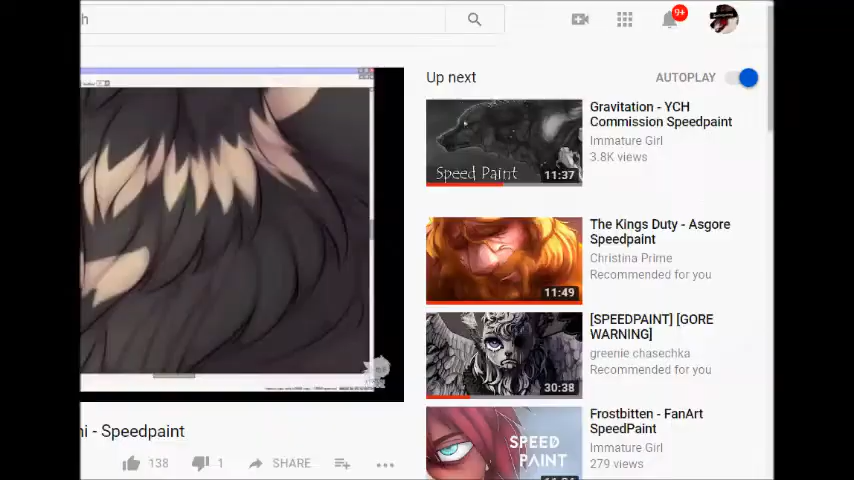 h
9+
Up next
AUTOPLAY
Gravitation - YCH
Commission Speedpaint
Immature Girl
3.8K views
Speed Paint
11:37
The Kings Duty - Asgore
Speedpaint
Christina Prime
Recommended for you
11:49
[SPEEDPAINT] [GORE
WARNING]
greenie chasechka
Recommended for you
30:38
Frostbitten - FanArt
SpeedPaint
Immature Girl
279 views
SPEED
PAINT
ni - Speedpaint
138
1
SHARE